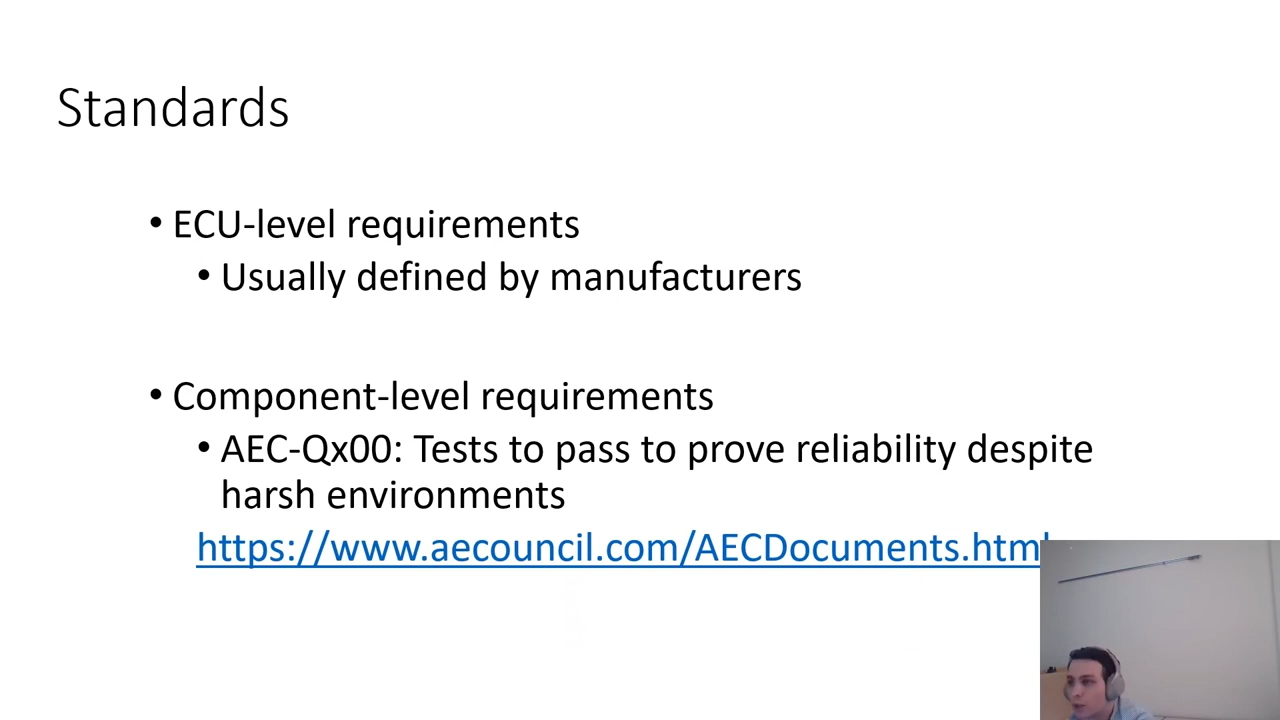 Standards
• ECU-level requirements
• Usually defined by manufacturers
• Component-level requirements
• AEC-Qx00: Tests to pass to prove reliability despite
harsh environments
https://www.aecouncil.com/AECDocuments.html